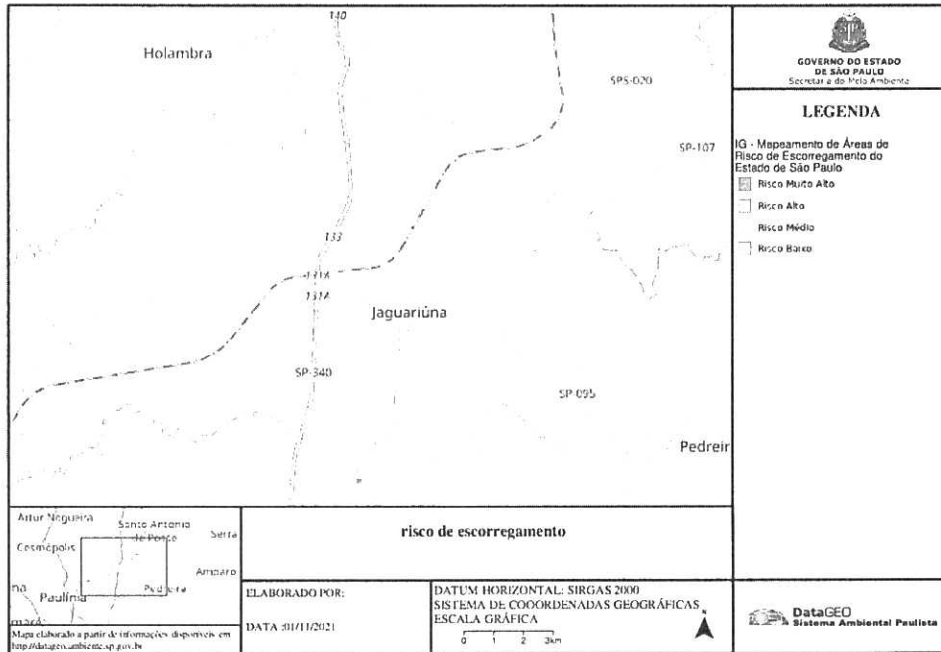 140
Holambra
SPS-020
SP-107
133
131A
131A
Jaguariúna
SP-340
SP-095
Pedreir
GOVERNO DO ESTADO
DE SÃO PAULO
Secretaria do Meio Ambiente
LEGENDA
IG - Mapeamento de Áreas de
Risco de Escorregamento do
Estado de São Paulo
Risco Muito Alto
Risco Alto
Risco Médio
Risco Baixo
Artur Nogueira
Santo Antonio
de Posse
Serra
Cosmópolis
Amparo
na
Paulínia
Pedreira
Mapa elaborado a partir de informações disponíveis em
http://datageo.ambiente.sp.gov.br
risco de escorregamento
ELABORADO POR:
DATA :01/11/2021
DATUM HORIZONTAL: SIRGAS 2000
SISTEMA DE COOORDENADAS GEOGRÁFICAS
ESCALA GRÁFICA
0 1 2 3km
N
DataGEO
Sistema Ambiental Paulista